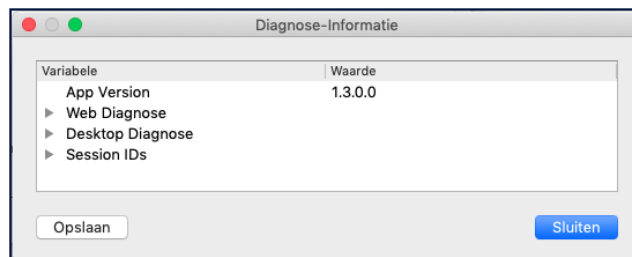 Diagnose-Informatie
Variabele Waarde
App Version 1.3.0.0
Web Diagnose
Desktop Diagnose
Session IDs
Opslaan Sluiten